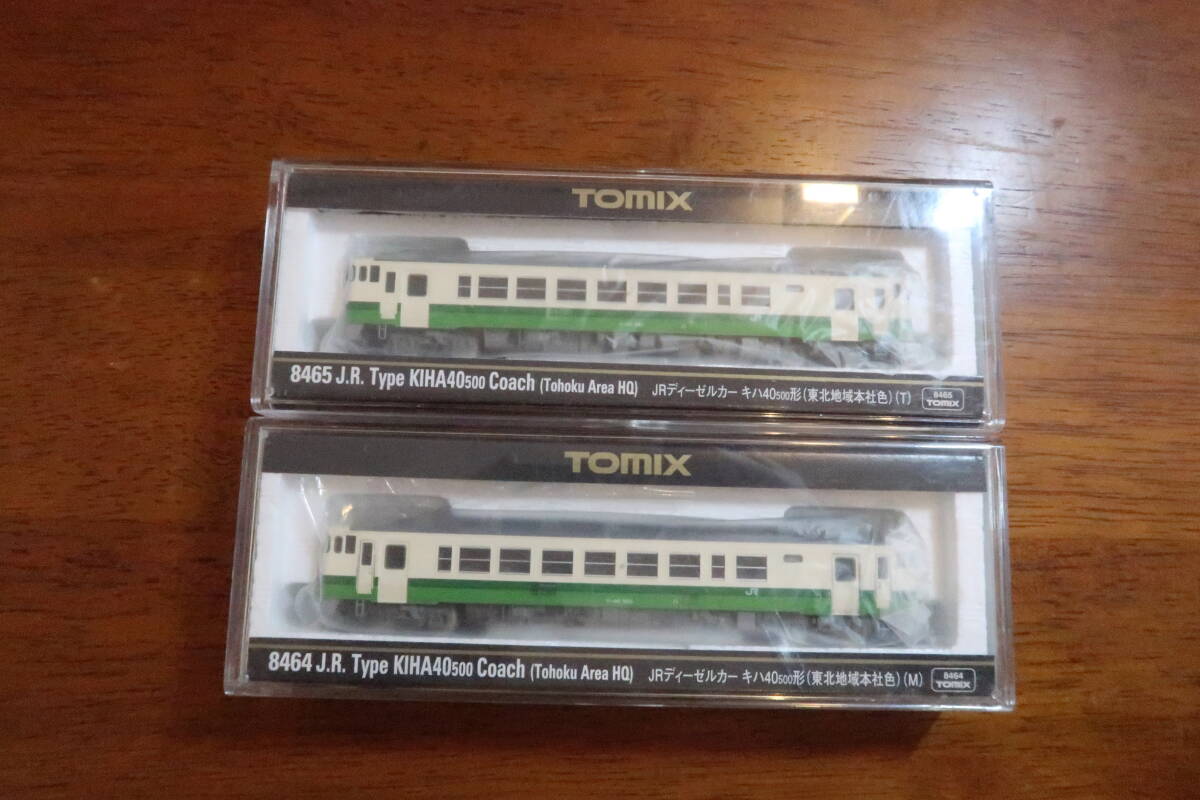 TOMIX
8465 J.R. Type KIHA40500 Coach (Tohoku Area HQ) JRディーゼルカー キハ40500形(東北地域本社色)(T) 8465 TOMIX
TOMIX
JR
8464 J.R. Type KIHA40500 Coach (Tohoku Area HQ) JRディーゼルカー キハ40500形(東北地域本社色)(M) 8464 TOMIX